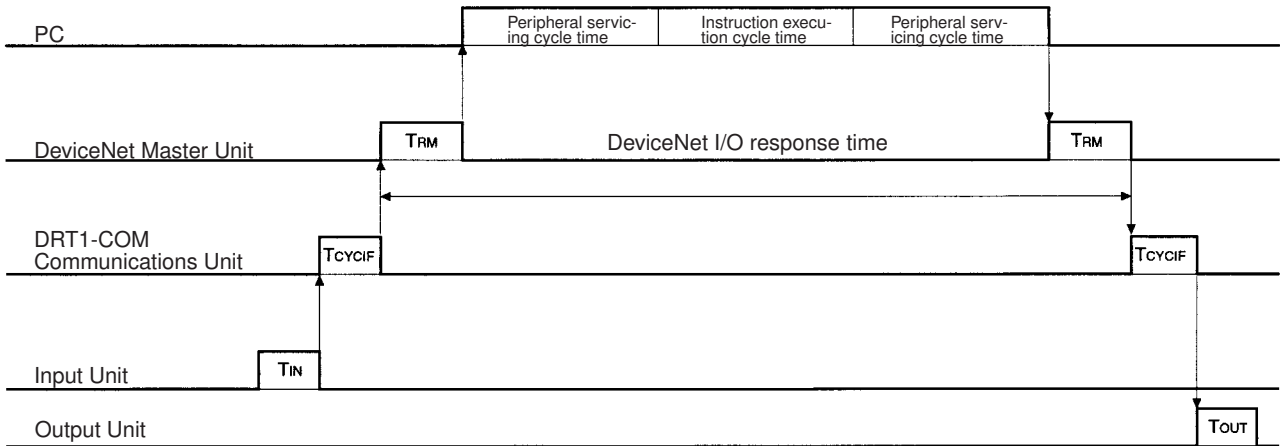 PC
Peripheral servic-
ing cycle time
Instruction execu-
tion cycle time
Peripheral serv-
icing cycle time
DeviceNet Master Unit
TRM
DeviceNet I/O response time
TRM
DRT1-COM
Communications Unit
TCYCIF
TCYCIF
Input Unit
TIN
Output Unit
TOUT